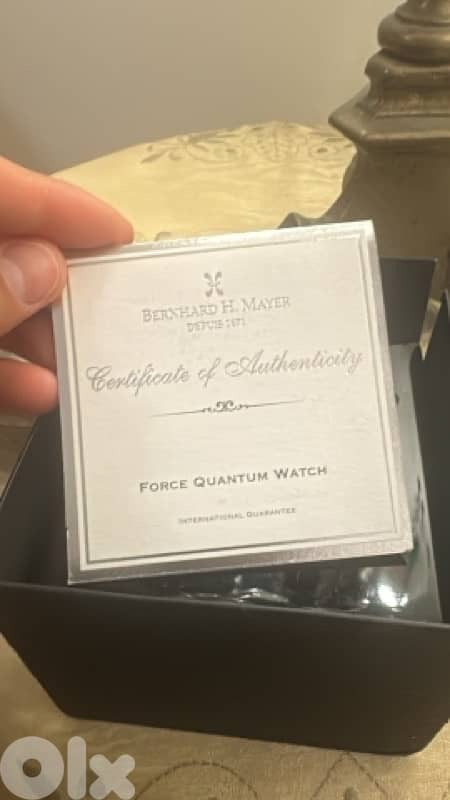 BERNHARD H. MAYER
DEPUIS 1871
Certificate of Authenticity
FORCE QUANTUM WATCH
INTERNATIONAL GUARANTEE
Olx